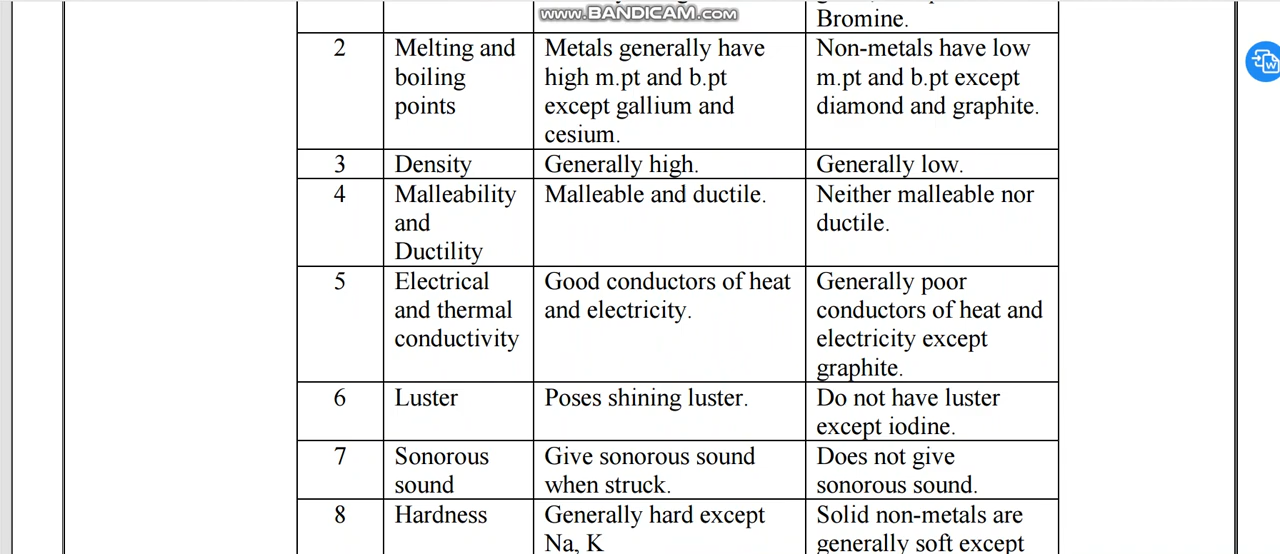 www.BANDICAM.com
Bromine.
2
Melting and
boiling
points
Metals generally have
high m.pt and b.pt
except gallium and
cesium.
Non-metals have low
m.pt and b.pt except
diamond and graphite.
3
Density
Generally high.
Generally low.
4
Malleability
and
Ductility
Malleable and ductile.
Neither malleable nor
ductile.
5
Electrical
and thermal
conductivity
Good conductors of heat
and electricity.
Generally poor
conductors of heat and
electricity except
graphite.
6
Luster
Poses shining luster.
Do not have luster
except iodine.
7
Sonorous
sound
Give sonorous sound
when struck.
Does not give
sonorous sound.
8
Hardness
Generally hard except
Na, K
Solid non-metals are
generally soft except
W